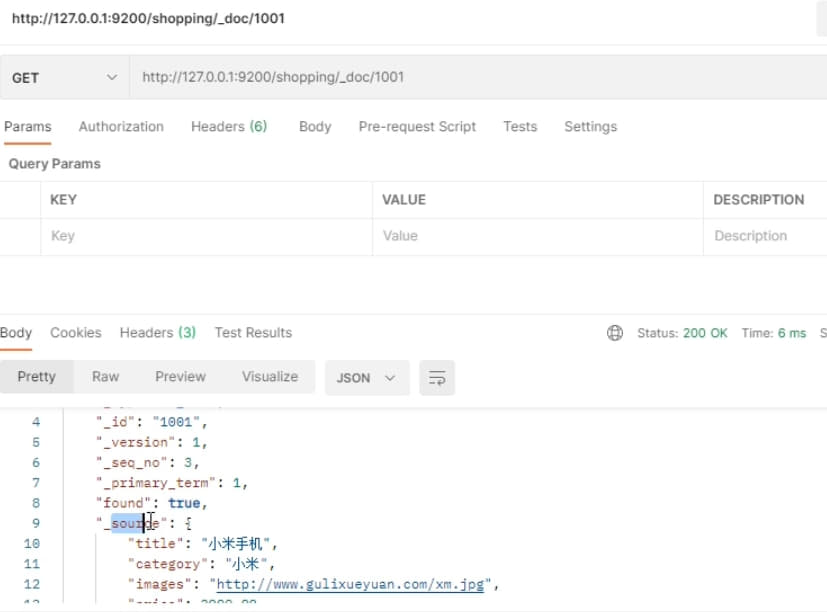 http://127.0.0.1:9200/shopping/_doc/1001
GET http://127.0.0.1:9200/shopping/_doc/1001
Params Authorization Headers (6) Body Pre-request Script Tests Settings
Query Params
KEY VALUE DESCRIPTION
Key Value Description
Body Cookies Headers (3) Test Results Status: 200 OK Time: 6 ms S
Pretty Raw Preview Visualize JSON
4 "_id": "1001",
5 "_version": 1,
6 "_seq_no": 3,
7 "_primary_term": 1,
8 "found": true,
9 "_source": {
10 "title": "小米手机",
11 "category": "小米",
12 "images": "http://www.gulixueyuan.com/xm.jpg",